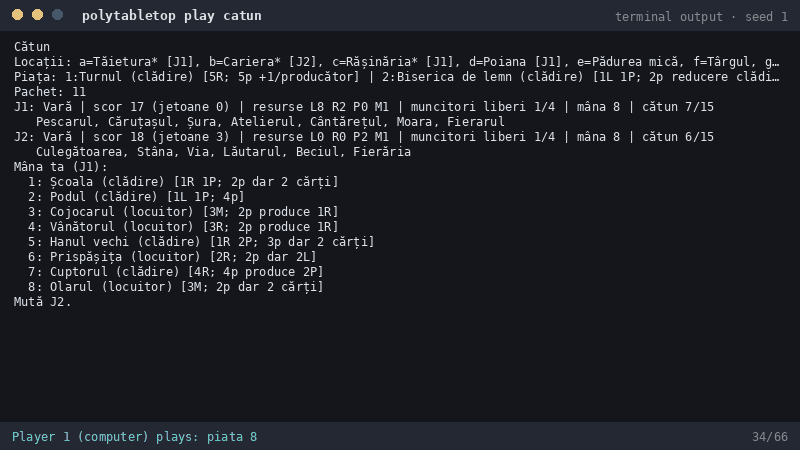 polytabletop play catun
terminal output · seed 1
Cătun
Locații: a=Tăietura* [J1], b=Cariera* [J2], c=Rășinăria* [J1], d=Poiana [J1], e=Pădurea mică, f=Târgul, g…
Piața: 1:Turnul (clădire) [5R; 5p +1/producător] | 2:Biserica de lemn (clădire) [1L 1P; 2p reducere clădi…
Pachet: 11
J1: Vară | scor 17 (jetoane 0) | resurse L8 R2 P0 M1 | muncitori liberi 1/4 | mâna 8 | cătun 7/15
Pescarul, Căruțașul, Șura, Atelierul, Cântărețul, Moara, Fierarul
J2: Vară | scor 18 (jetoane 3) | resurse L0 R0 P2 M1 | muncitori liberi 1/4 | mâna 8 | cătun 6/15
Culegătoarea, Stâna, Via, Lăutarul, Beciul, Fierăria
Mâna ta (J1):
1: Școala (clădire) [1R 1P; 2p dar 2 cărți]
2: Podul (clădire) [1L 1P; 4p]
3: Cojocarul (locuitor) [3M; 2p produce 1R]
4: Vânătorul (locuitor) [3R; 2p produce 1R]
5: Hanul vechi (clădire) [1R 2P; 3p dar 2 cărți]
6: Prispășița (locuitor) [2R; 2p dar 2L]
7: Cuptorul (clădire) [4R; 4p produce 2P]
8: Olarul (locuitor) [3M; 2p dar 2 cărți]
Mută J2.
Player 1 (computer) plays: piata 8
34/66